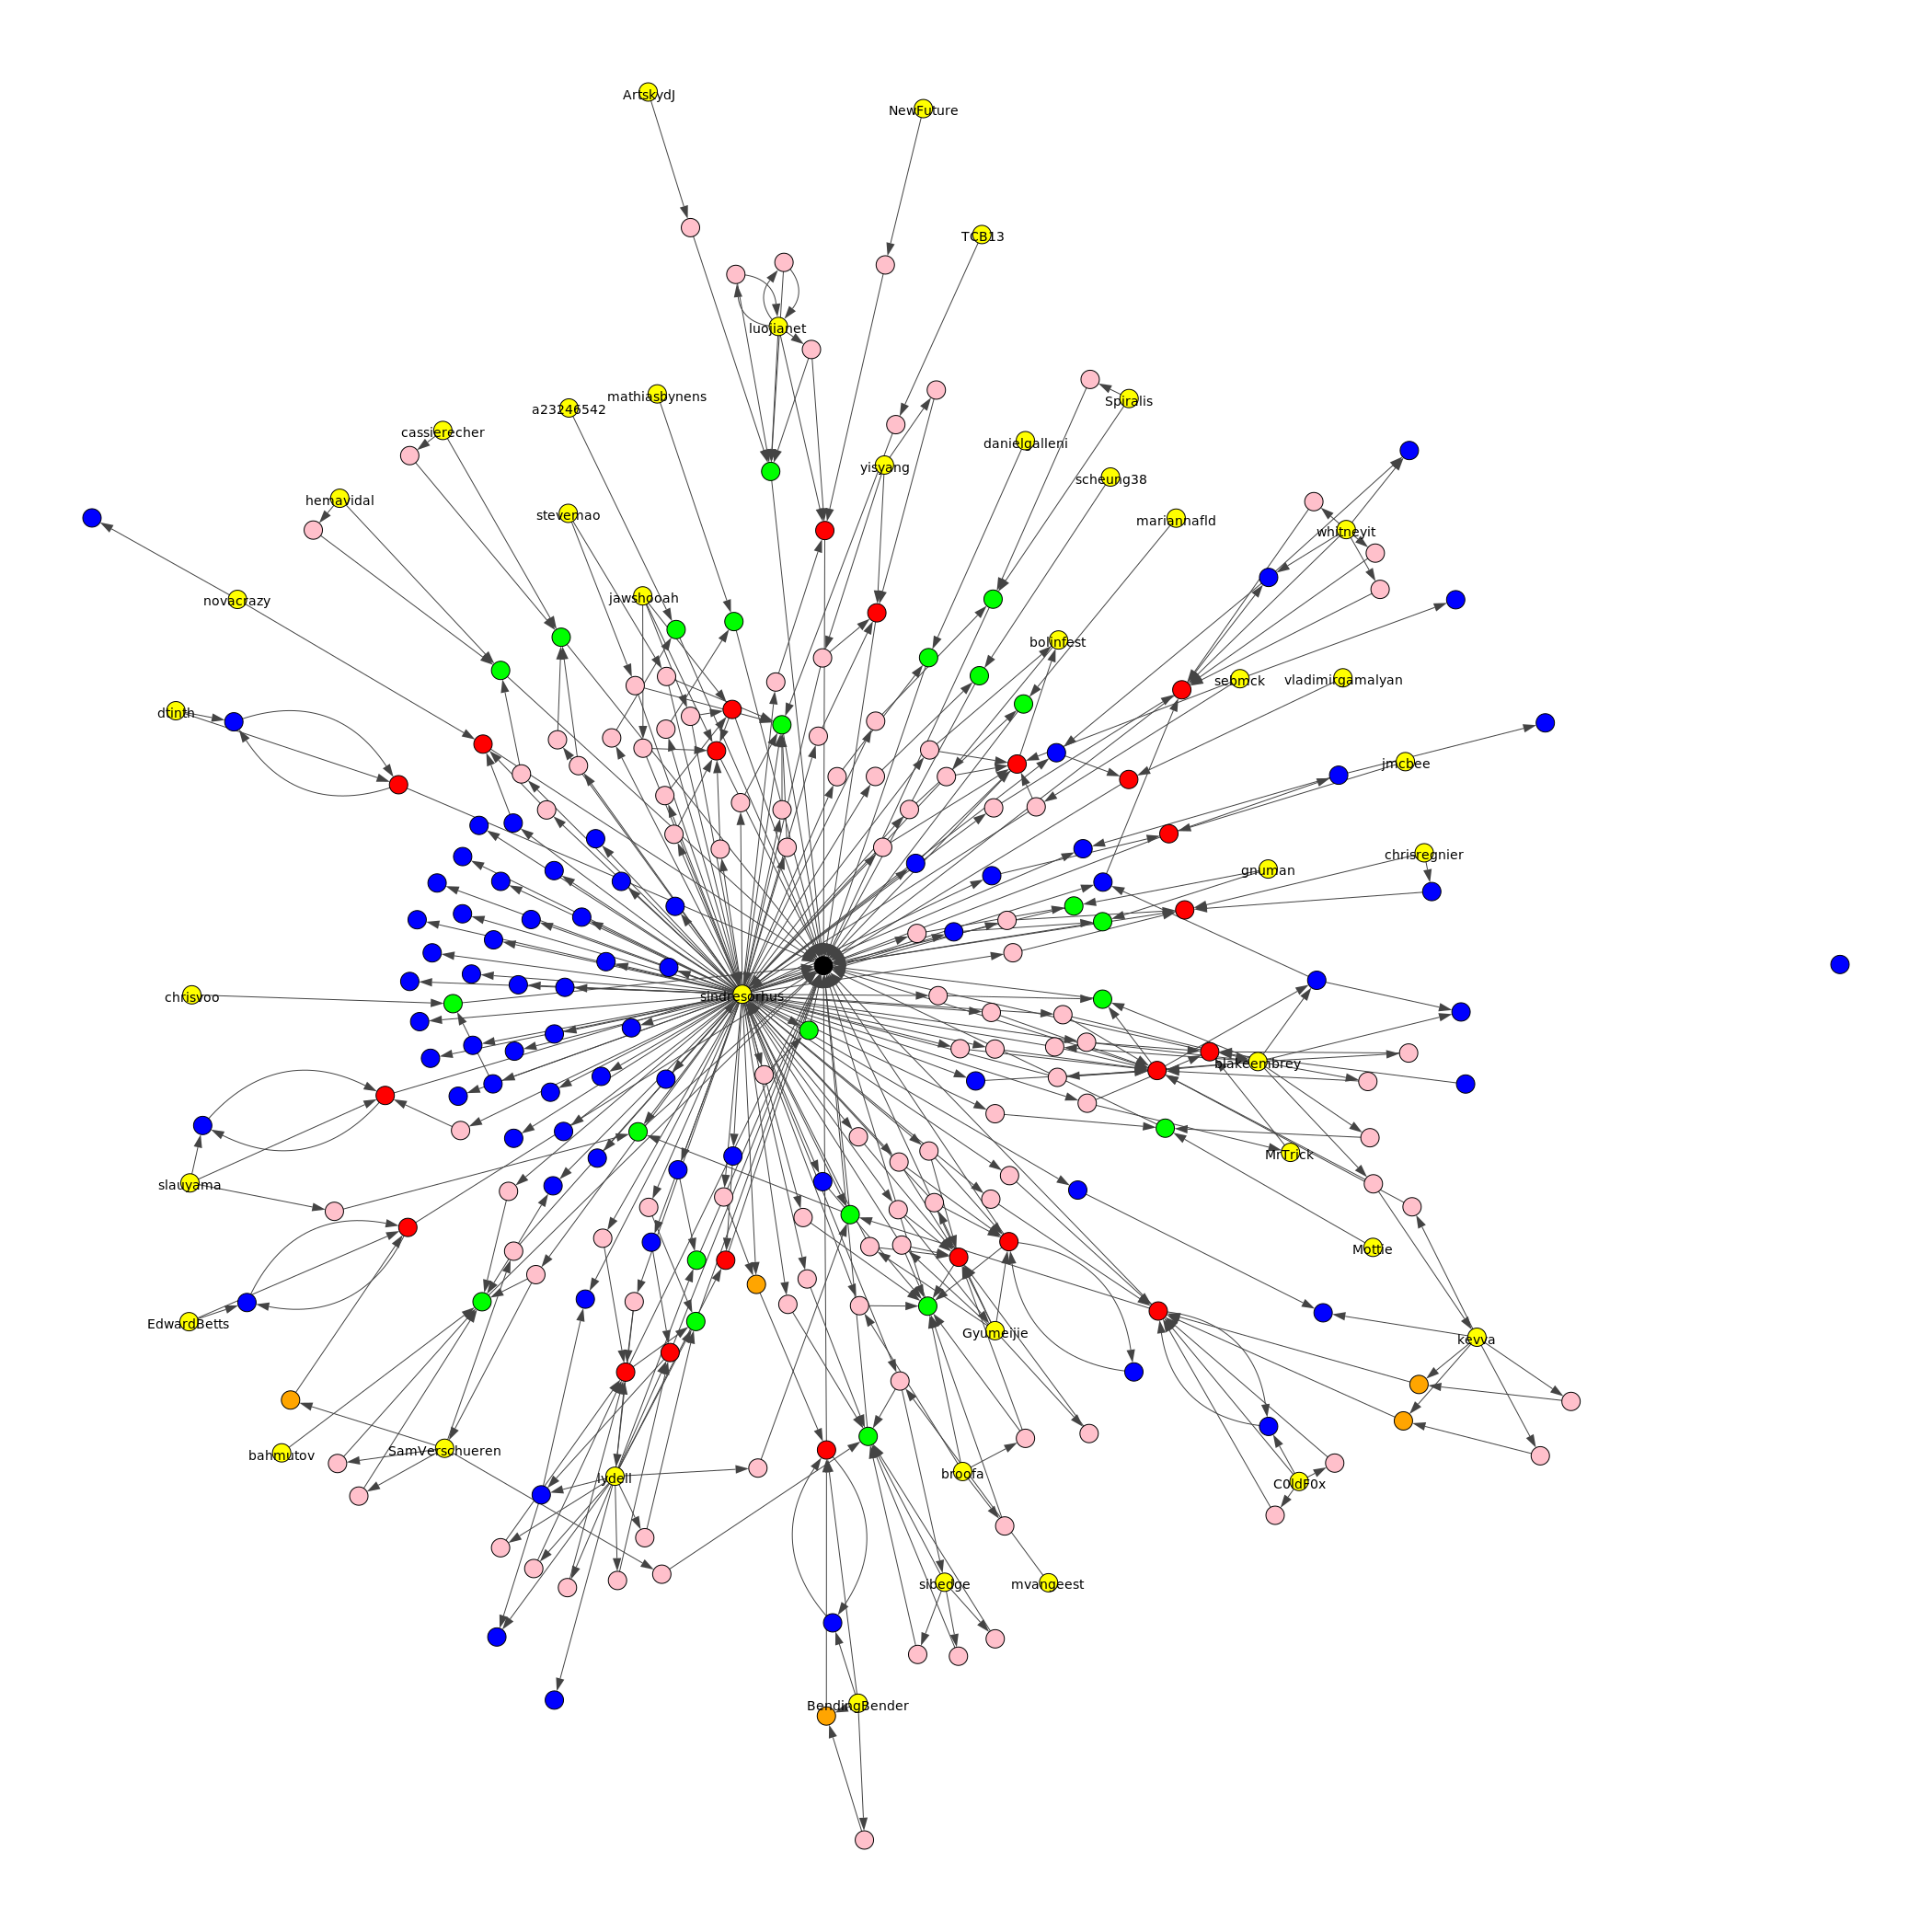 ArtskydJ
NewFuture
TCB13
luojianet
mathiasbynens
a23246542
Spiralis
cassierecher
danielgalleni
yisyang
scheung38
hemavidal
stevemao
mariannafld
whitneyit
jawshooah
novacrazy
bolinfest
sebmck
vladimirgamalyan
dtinth
jmcbee
chrisregnier
gnuman
sindresorhus
chrisvoo
blakeembrey
MrTrick
slauyama
Mottie
EdwardBetts
Gyumeijie
kevva
SamVerschueren
bahmutov
lydell
broofa
C0ldF0x
slbedge
mvangeest
BendingBender